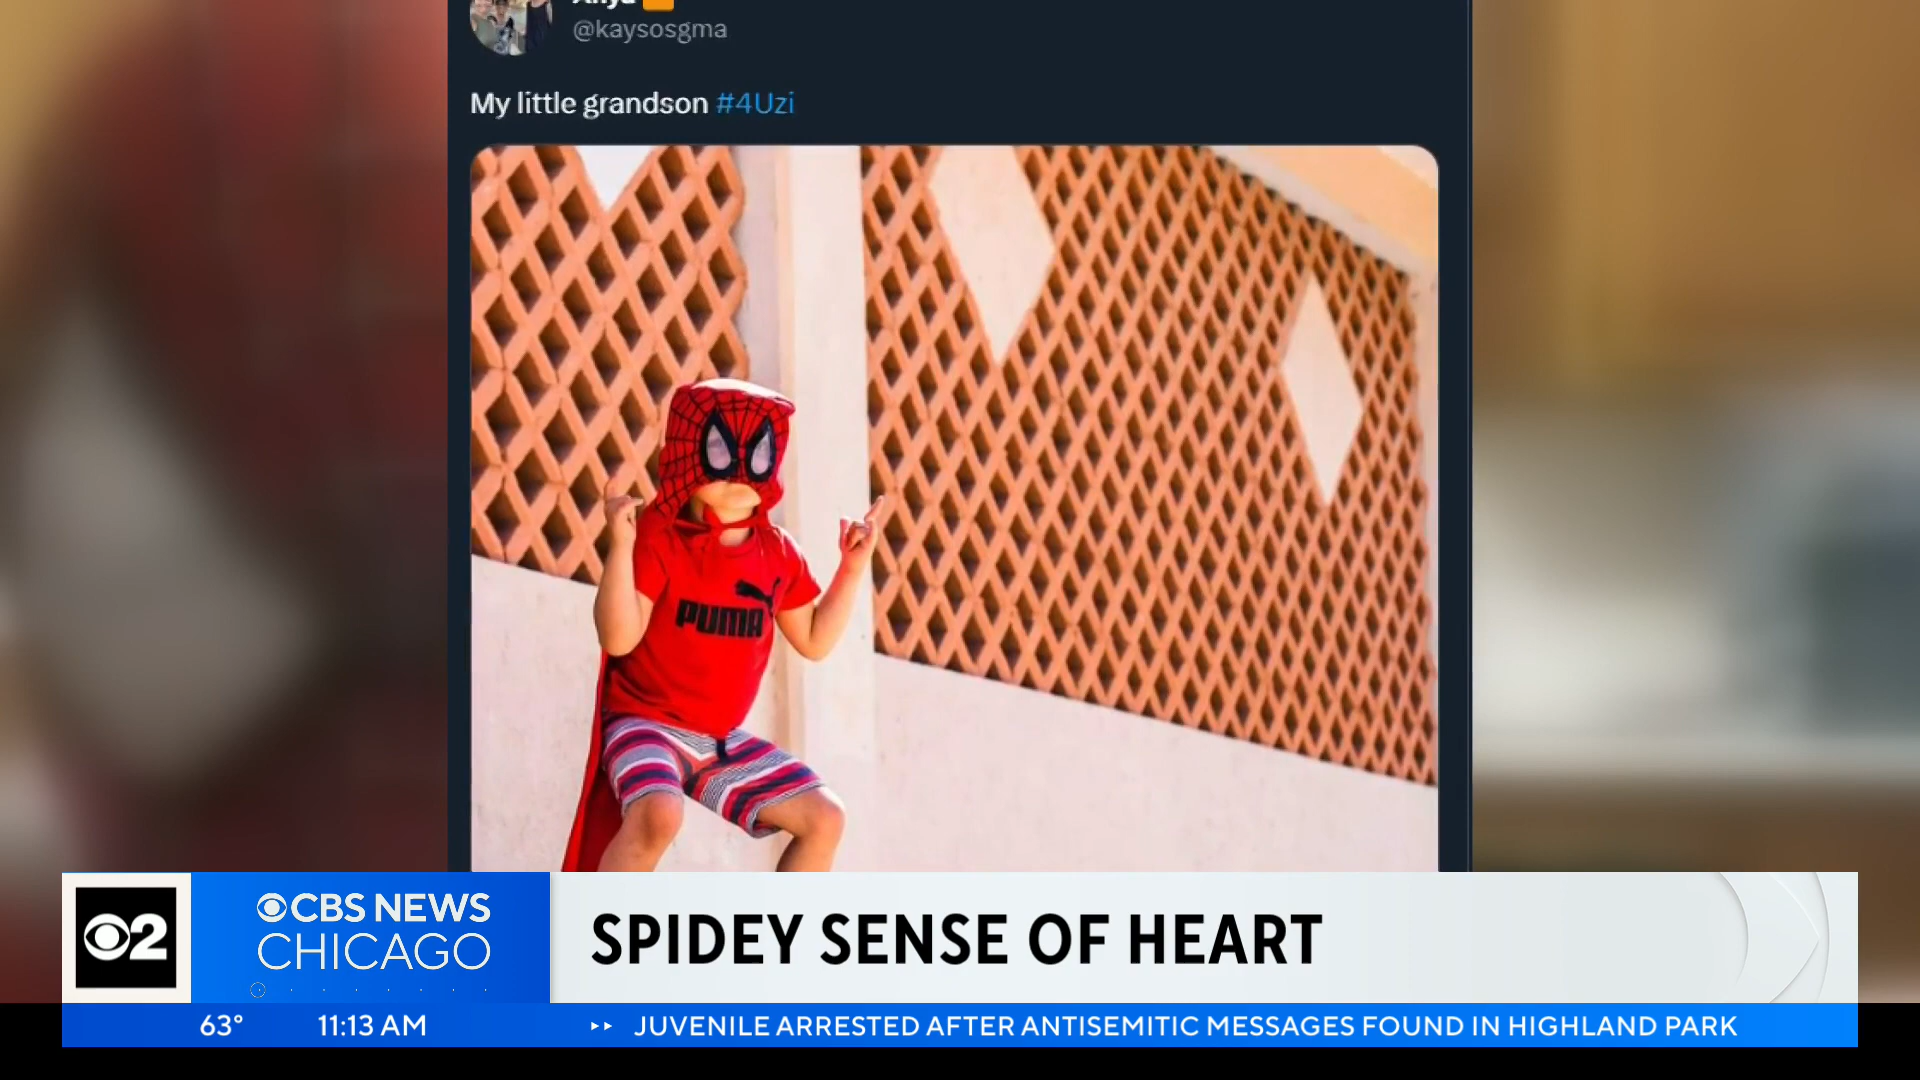 @kaysosgma
My little grandson #4Uzi
PUMA
2
CBS NEWS
CHICAGO
SPIDEY SENSE OF HEART
63° 11:13 AM JUVENILE ARRESTED AFTER ANTISEMITIC MESSAGES FOUND IN HIGHLAND PARK